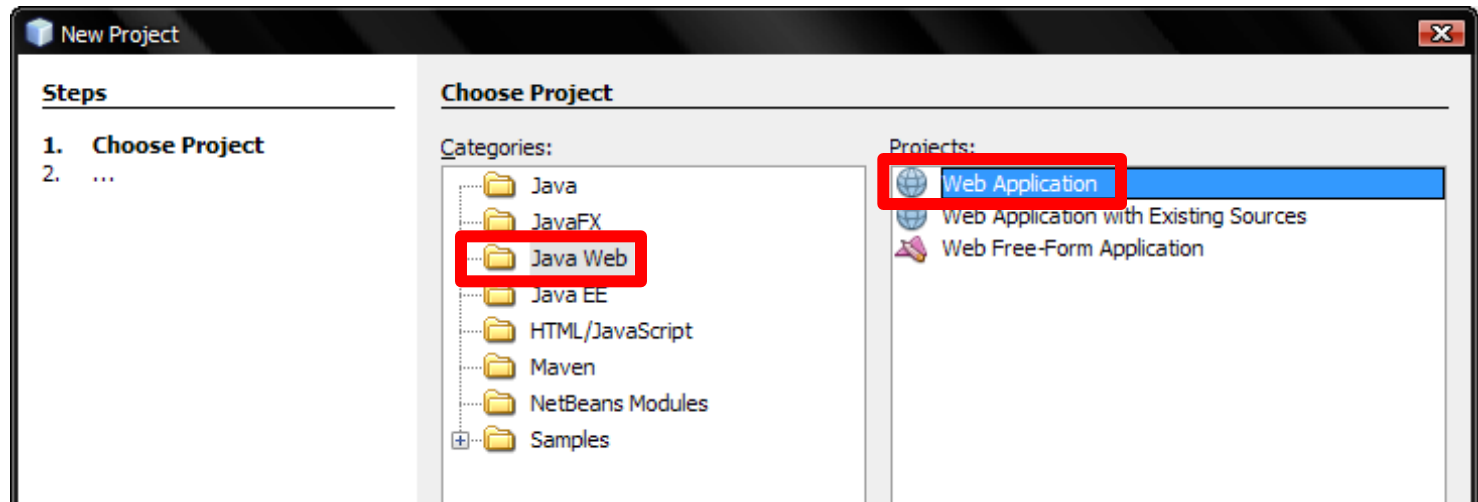 New Project
Steps
1. Choose Project
2. ...
Choose Project
Categories:
Java
JavaFX
Java Web
Java EE
HTML/JavaScript
Maven
NetBeans Modules
Samples
Projects:
Web Application
Web Application with Existing Sources
Web Free-Form Application